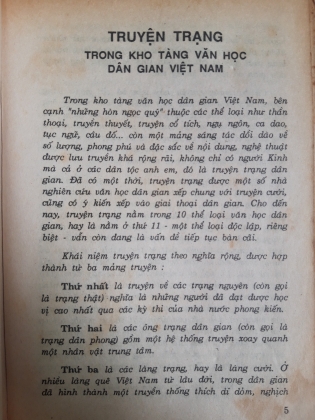 TRUYỆN TRẠNG
TRONG KHO TÀNG VĂN HỌC
DÂN GIAN VIỆT NAM
Trong kho tàng văn học dân gian Việt Nam, bên
cạnh "những hòn ngọc quý" thuộc các thể loại như thần
thoại, truyền thuyết, truyện cổ tích, ngụ ngôn, ca dao,
tục ngữ, câu đố... còn một mảng sáng tác dồi dào về
số lượng, phong phú và đặc sắc về nội dung, nghệ thuật
được lưu truyền khá rộng rãi, không chỉ có người Kinh
mà cả ở các dân tộc anh em, đó là truyện trạng dân
gian. Đã có một thời, truyện trạng được một số nhà
nghiên cứu văn học dân gian xếp chung với truyện cười,
cũng có ý kiến xếp vào giai thoại dân gian. Cho đến
nay, truyện trạng nằm trong 10 thể loại văn học dân
gian, hay là nằm ở thứ 11 - một thể loại độc lập, riêng
biệt - vẫn còn đang là vấn đề tiếp tục bàn cãi.
Khái niệm truyện trạng theo nghĩa rộng, được hợp
thành từ ba mảng truyện :
Thứ nhất là truyện về các trạng nguyên (còn gọi
là trạng thật) nghĩa là những người đã đạt được học
vị cao nhất qua các kỳ thi của nhà nước phong kiến.
Thứ hai là các ông trạng dân gian (còn gọi là
trạng dân phong gồm một hệ thống truyện xoay quanh
một nhân vật trung tâm.
Thứ ba là các làng trạng, hay là làng cười. Ở
nhiều làng quê Việt Nam từ lâu đời, trong dân gian
đã hình thành một truyền thống thích dí dỏm, nghịch
5